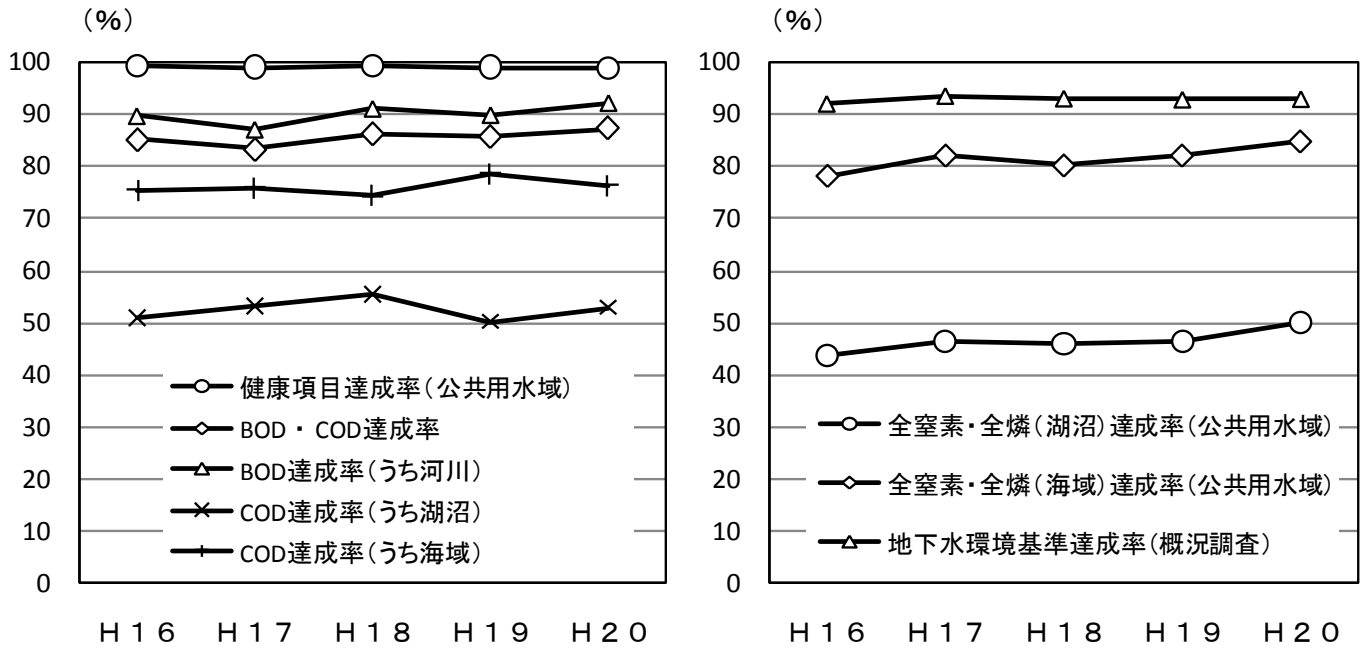 （%）
100
90
80
70
60
50
40
30
20
10
0
健康項目達成率（公共用水域）
BOD・COD達成率
BOD達成率（うち河川）
COD達成率（うち湖沼）
COD達成率（うち海域）
Ｈ１６ Ｈ１７ Ｈ１８ Ｈ１９ Ｈ２０
（%）
100
90
80
70
60
50
40
30
20
10
0
全窒素・全燐（湖沼）達成率（公共用水域）
全窒素・全燐（海域）達成率（公共用水域）
地下水環境基準達成率（概況調査）
Ｈ１６ Ｈ１７ Ｈ１８ Ｈ１９ Ｈ２０